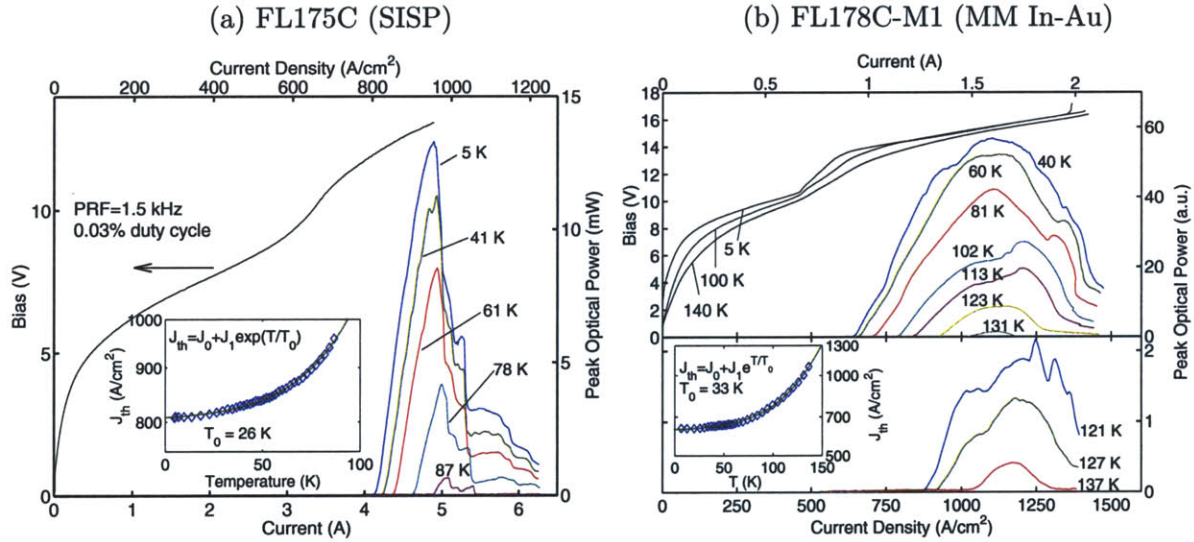 (a) FL175C (SISP)
Current Density (A/cm²)
0 200 400 600 800 1000 1200
15
10
5
0
Peak Optical Power (mW)
10
5
0
Bias (V)
PRF=1.5 kHz
0.03% duty cycle
5 K
41 K
61 K
78 K
87 K
1000
900
800
J_th (A/cm²)
J_th=J_0+J_1exp(T/T_0)
T_0 = 26 K
0 50 100
Temperature (K)
0 1 2 3 4 5 6
Current (A)
(b) FL178C-M1 (MM In-Au)
Current (A)
0 0.5 1 1.5 2
18
16
14
12
10
8
6
4
2
0
Bias (V)
60
40
20
0
2
1
0
Peak Optical Power (a.u.)
5 K
100 K
140 K
40 K
60 K
81 K
102 K
113 K
123 K
131 K
121 K
127 K
137 K
J_th=J_0+J_1e^T/T_0
T_0 = 33 K
1300
1100
900
700
500
J_th (A/cm²)
0 50 100 150
T (K)
0 250 500 750 1000 1250 1500
Current Density (A/cm²)